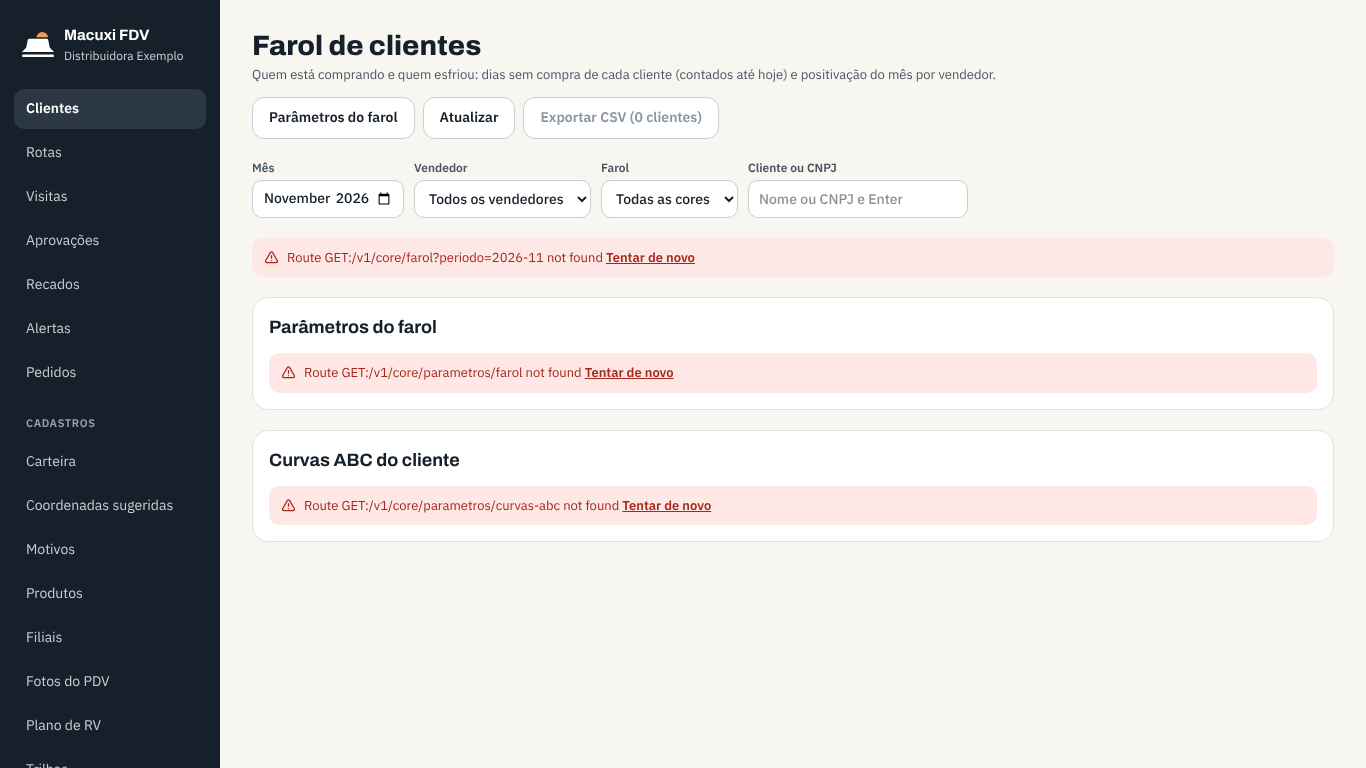 Macuxi FDV
Distribuidora Exemplo
Clientes
Rotas
Visitas
Aprovações
Recados
Alertas
Pedidos
CADASTROS
Carteira
Coordenadas sugeridas
Motivos
Produtos
Filiais
Fotos do PDV
Plano de RV
Farol de clientes
Quem está comprando e quem esfriou: dias sem compra de cada cliente (contados até hoje) e positivação do mês por vendedor.
Parâmetros do farol
Atualizar
Exportar CSV (0 clientes)
Mês
Vendedor
Farol
Cliente ou CNPJ
November 2026
Todos os vendedores
Todas as cores
Nome ou CNPJ e Enter
Route GET:/v1/core/farol?periodo=2026-11 not found Tentar de novo
Parâmetros do farol
Route GET:/v1/core/parametros/farol not found Tentar de novo
Curvas ABC do cliente
Route GET:/v1/core/parametros/curvas-abc not found Tentar de novo